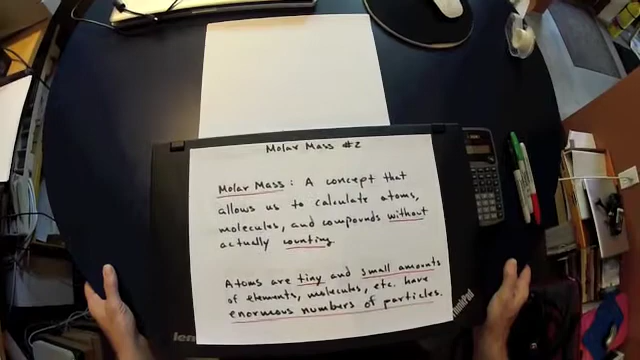 Molar Mass #2
Molar Mass: A concept that
allows us to calculate atoms,
molecules, and compounds without
actually counting.
Atoms are tiny and small amounts
of elements, molecules, etc. have
enormous numbers of particles.
ThinkPad